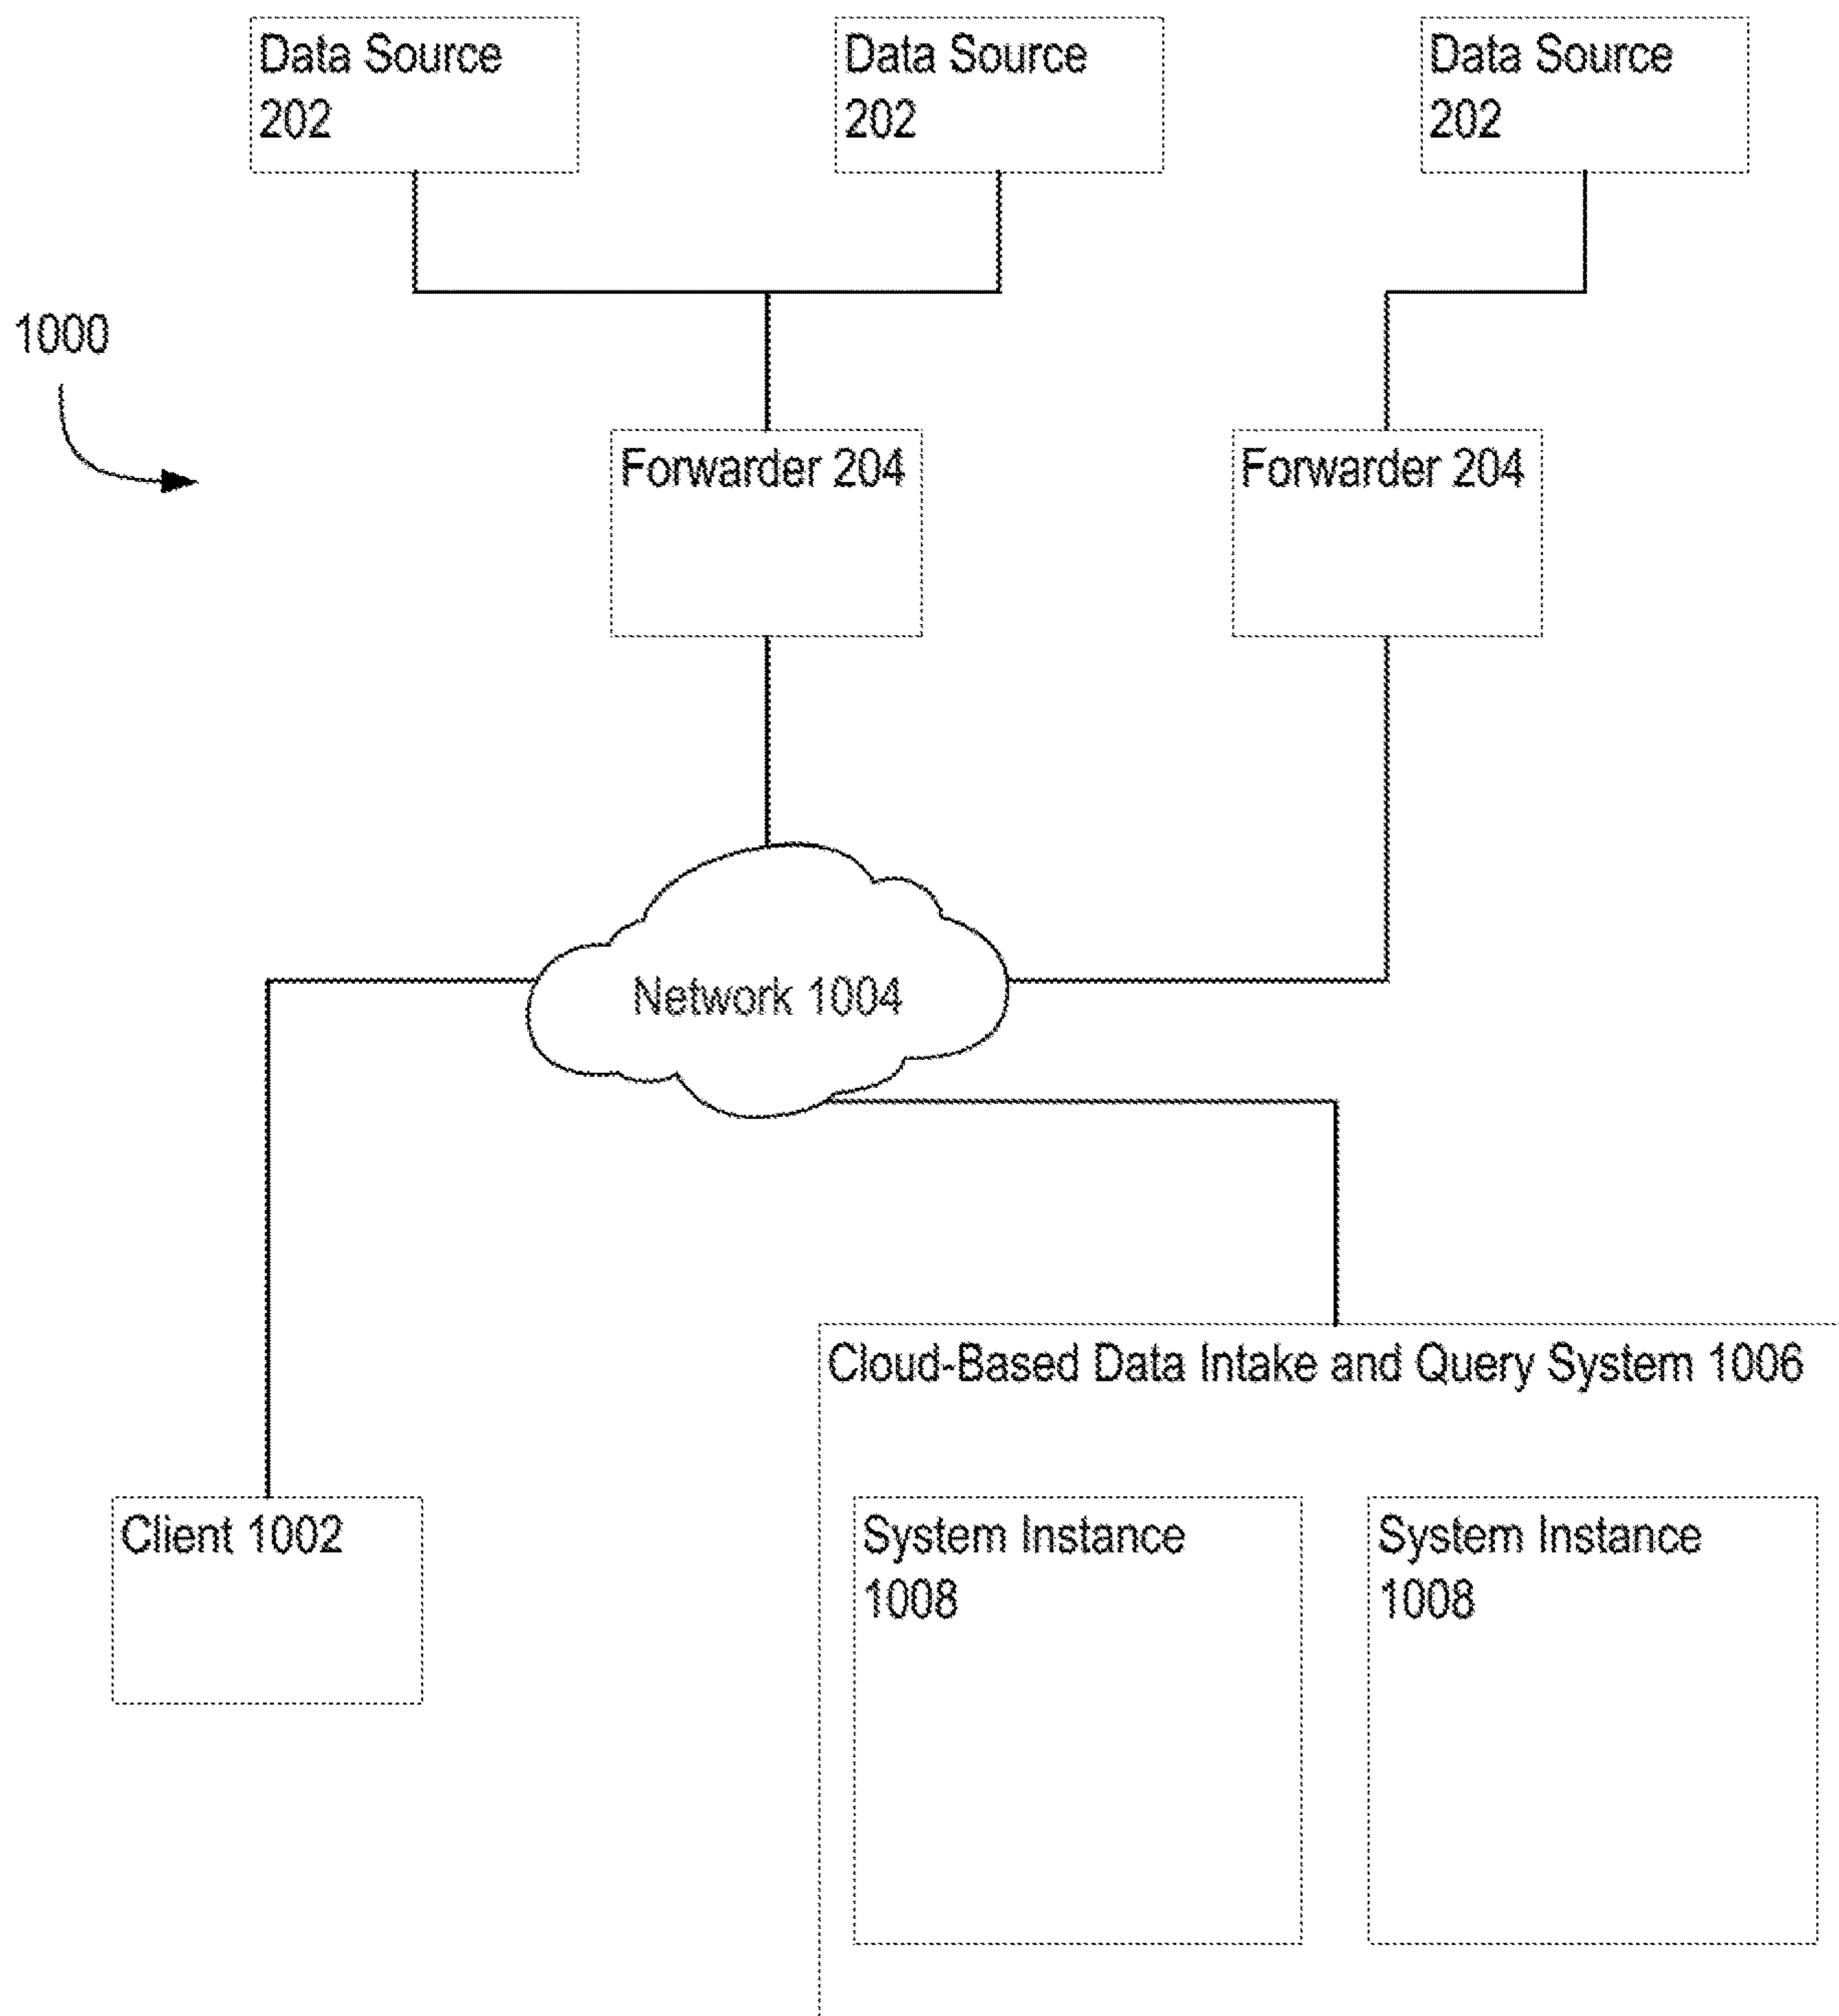 Data Source
202
Data Source
202
Data Source
202
1000
Forwarder 204
Forwarder 204
Network 1004
Cloud-Based Data Intake and Query System 1006
Client 1002
System Instance
1008
System Instance
1008